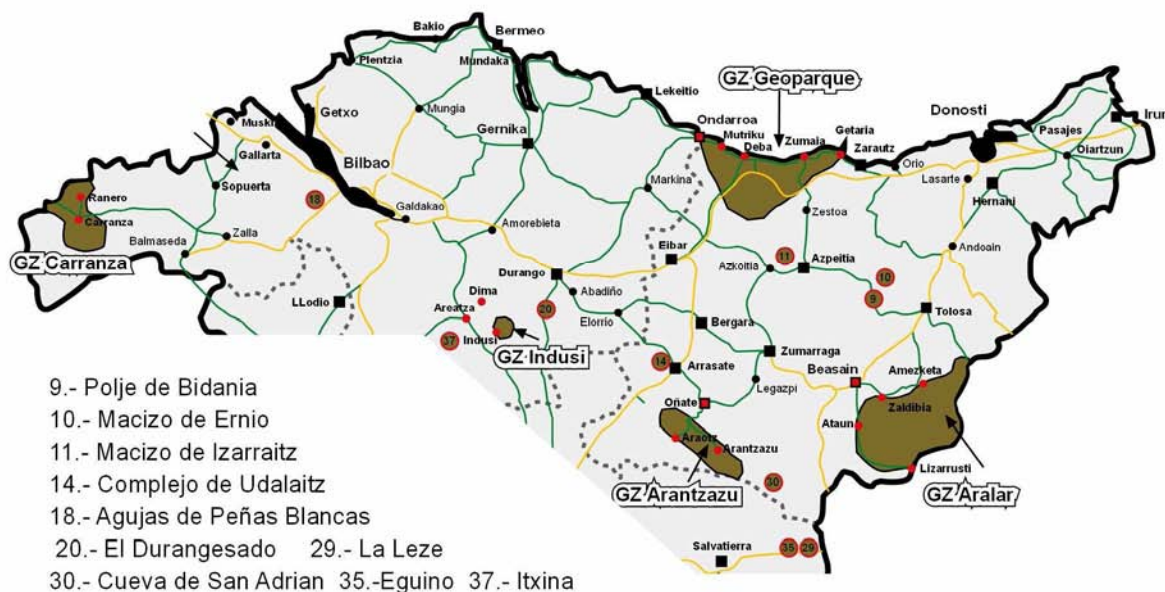 Bakio
Bermeo
Plentzia
Mundaka
GZ Geoparque
Lekeitio
Donosti
Irun
Muski
Getxo
Mungia
Ondarroa
Mutriku
Deba
Zumaia
Getaria
Pasajes
Gallarta
Gernika
Zarautz
Orio
Oiartzun
Bilbao
Lasarte
Sopuerta
Markina
Ranero
18
Hernani
Carranza
Galdakao
Zestoa
Zalla
Amorebieta
Balmaseda
Andoain
GZ Carranza
Eibar
11
Azkoitia
Azpeitia
10
Durango
Dima
Abadiño
9
LLodio
20
Areatza
Elorrio
Tolosa
37
Indusi
Bergara
GZ Indusi
Zumarraga
14
Arrasate
Beasain
Amezketa
Legazpi
Zaldibia
Oñate
Ataun
Araotz
Arantzazu
Lizarrusti
30
GZ Arantzazu
GZ Aralar
Salvatierra
35
29
9.- Polje de Bidania
10.- Macizo de Ernio
11.- Macizo de Izarraitz
14.- Complejo de Udalaitz
18.- Agujas de Peñas Blancas
20.- El Durangesado 29.- La Leze
30.- Cueva de San Adrian 35.-Eguino 37.- Itxina